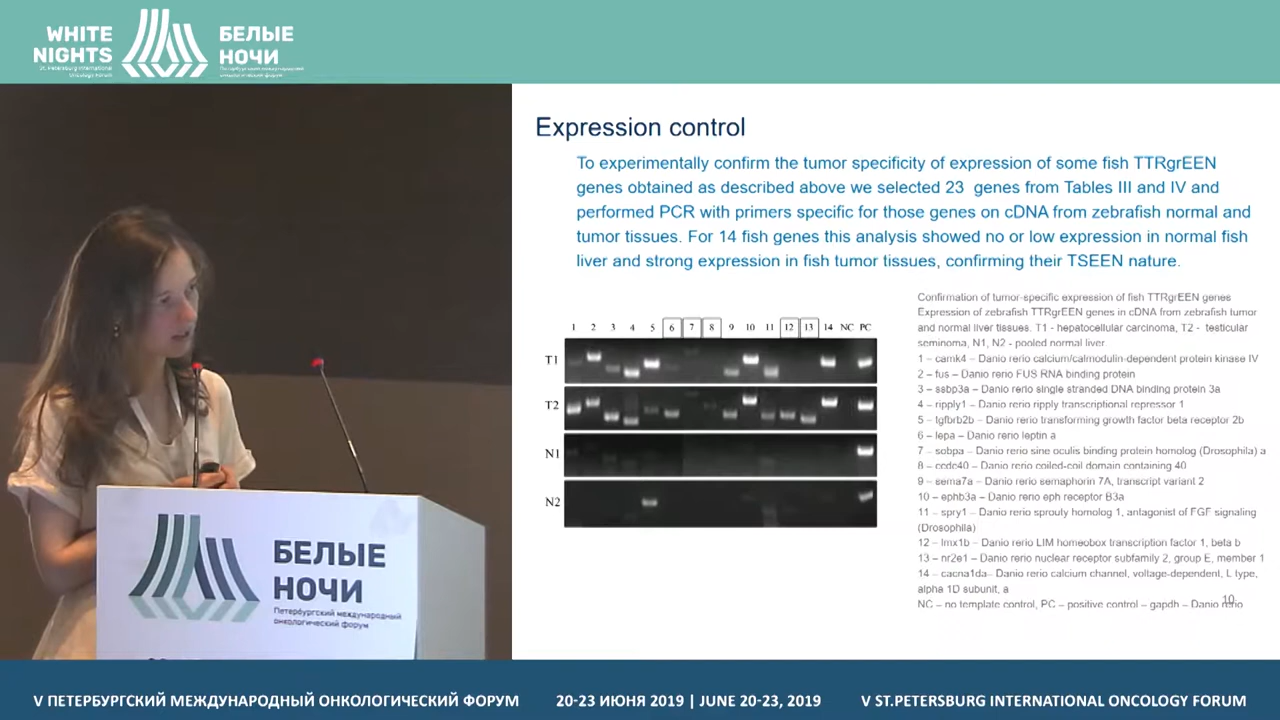 WHITE
NIGHTS
St. Petersburg International
Oncology Forum
БЕЛЫЕ
НОЧИ
Петербургский международный
онкологический форум
Expression control
To experimentally confirm the tumor specificity of expression of some fish TTRgrEEN
genes obtained as described above we selected 23 genes from Tables III and IV and
performed PCR with primers specific for those genes on cDNA from zebrafish normal and
tumor tissues. For 14 fish genes this analysis showed no or low expression in normal fish
liver and strong expression in fish tumor tissues, confirming their TSEEN nature.
1 2 3 4 5 6 7 8 9 10 11 12 13 14 NC PC
T1
T2
N1
N2
Confirmation of tumor-specific expression of fish TTRgrEEN genes
Expression of zebrafish TTRgrEEN genes in cDNA from zebrafish tumor
and normal liver tissues. T1 - hepatocellular carcinoma, T2 - testicular
seminoma, N1, N2 - pooled normal liver
1 – camk4 – Danio rerio calcium/calmodulin-dependent protein kinase IV
2 – fus – Danio rerio FUS RNA binding protein
3 – ssbp3a – Danio rerio single stranded DNA binding protein 3a
4 – ripply1 – Danio rerio ripply transcriptional repressor 1
5 – tgfbrb2b – Danio rerio transforming growth factor beta receptor 2b
6 – lepa – Danio rerio leptin a
7 – sobpa – Danio rerio sine oculis binding protein homolog (Drosophila) a
8 – ccdc40 – Danio rerio coiled-coil domain containing 40
9 – sema7a – Danio rerio semaphorin 7A, transcript variant 2
10 – ephb3a – Danio rerio eph receptor B3a
11 – spry1 – Danio rerio sprouty homolog 1, antagonist of FGF signaling
(Drosophila)
12 – lmx1b – Danio rerio LIM homeobox transcription factor 1, beta b
13 – nr2e1 – Danio rerio nuclear receptor subfamily 2, group E, member 1
14 – cacna1da– Danio rerio calcium channel, voltage-dependent, L type,
alpha 1D subunit, a
NC – no template control, PC – positive control – gapdh – Danio rerio
10
БЕЛЫЕ
НОЧИ
Петербургский международный
онкологический форум
V ПЕТЕРБУРГСКИЙ МЕЖДУНАРОДНЫЙ ОНКОЛОГИЧЕСКИЙ ФОРУМ 20-23 ИЮНЯ 2019 | JUNE 20-23, 2019 V ST.PETERSBURG INTERNATIONAL ONCOLOGY FORUM